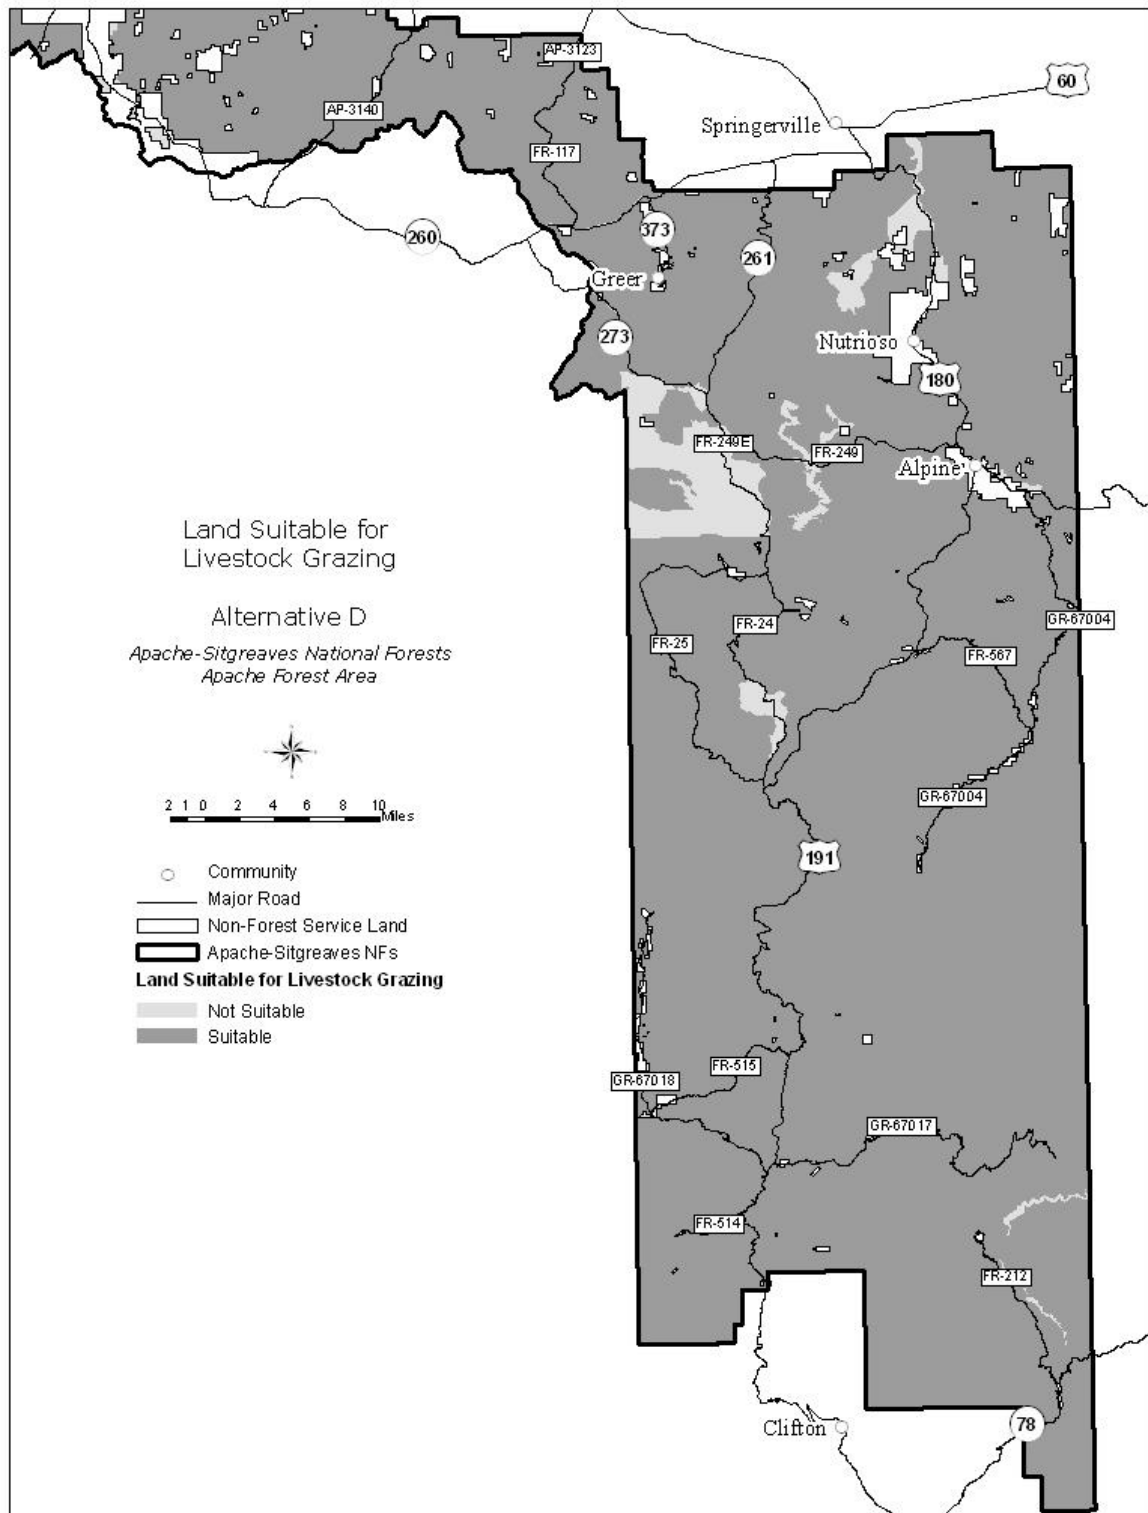 AP-3123
60
AP-3140
Springerville
FR-117
373
260
261
Greer
273
Nutrioso
180
FR-249E
FR-249
Alpine
Land Suitable for
Livestock Grazing
Alternative D
Apache-Sitgreaves National Forests
Apache Forest Area
FR-24
GR-67004
FR-25
FR-567
GR-67004
2 1 0 2 4 6 8 10 Miles
191
Community
Major Road
Non-Forest Service Land
Apache-Sitgreaves NFs
Land Suitable for Livestock Grazing
Not Suitable
Suitable
FR-515
GR-67018
GR-67017
FR-514
FR-212
Clifton
78